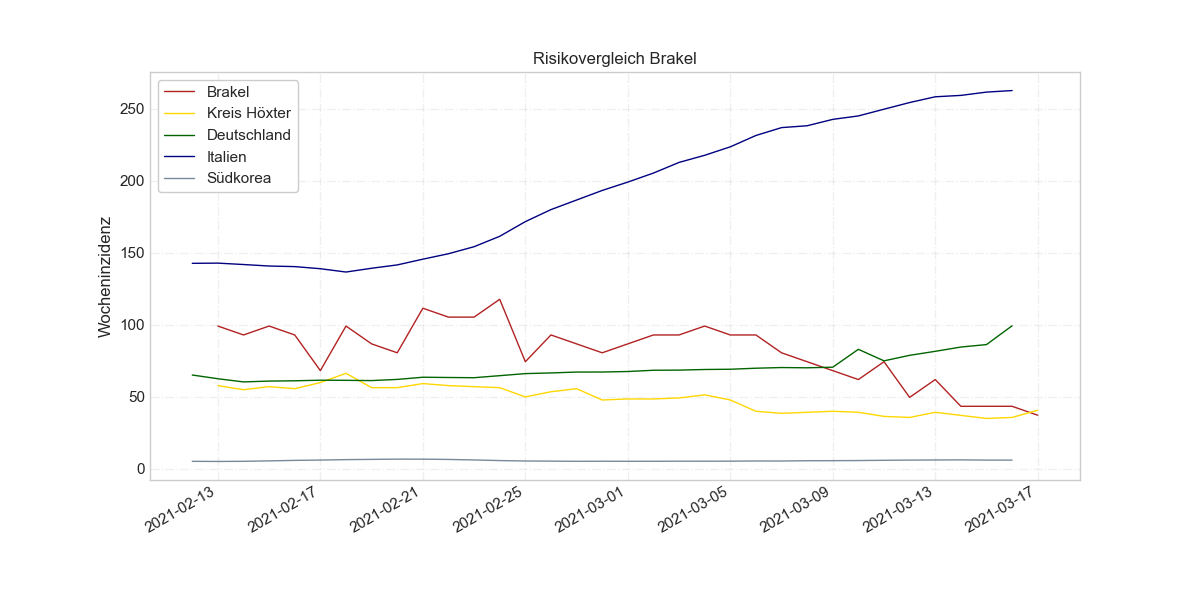 Risikovergleich Brakel
Brakel
Kreis Höxter
Deutschland
Italien
Südkorea
Wocheninzidenz
250
200
150
100
50
0
2021-02-13
2021-02-17
2021-02-21
2021-02-25
2021-03-01
2021-03-05
2021-03-09
2021-03-13
2021-03-17